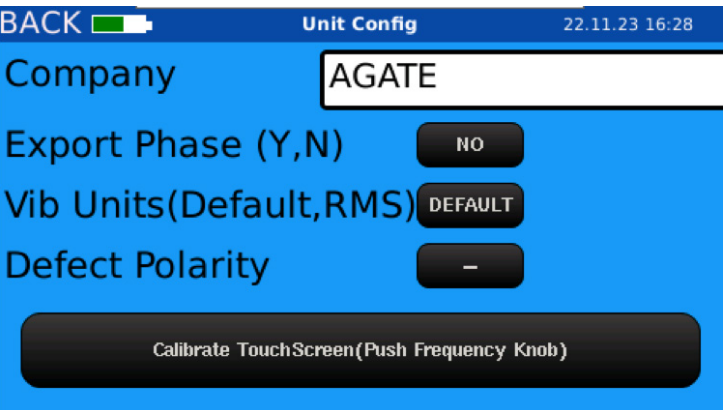 BACK Unit Config 22.11.23 16:28
Company AGATE
Export Phase (Y,N) NO
Vib Units(Default,RMS) DEFAULT
Defect Polarity –
Calibrate TouchScreen(Push Frequency Knob)